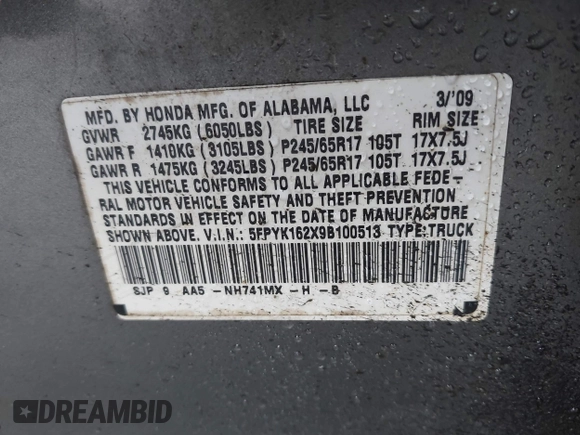 MFD. BY HONDA MFG. OF ALABAMA, LLC 3/'09
GVWR 2745KG (6050LBS) TIRE SIZE RIM SIZE
GAWR F 1410KG (3105LBS) P245/65R17 105T 17X7.5J
GAWR R 1475KG (3245LBS) P245/65R17 105T 17X7.5J
THIS VEHICLE CONFORMS TO ALL APPLICABLE FEDE-
RAL MOTOR VEHICLE SAFETY AND THEFT PREVENTION
STANDARDS IN EFFECT ON THE DATE OF MANUFACTURE
SHOWN ABOVE. V.I.N.: 5FPYK162X9B100513 TYPE:TRUCK
SJP 9 AA5 -NH741MX -H -B
DREAMBID